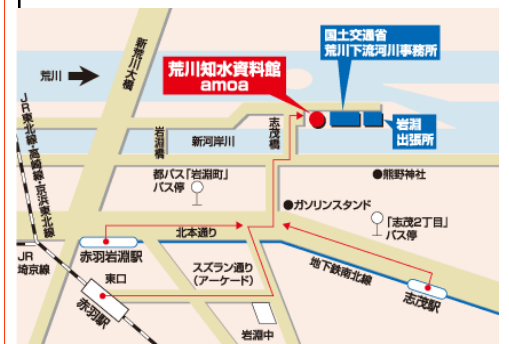 国土交通省
荒川下流河川事務所
新荒川大橋
荒川知水資料館
amoa
荒川
岩淵
出張所
JR東北線・高崎線・京浜東北線
岩淵橋
新河岸川
志茂橋
都バス「岩淵町」
バス停
熊野神社
ガソリンスタンド
「志茂2丁目」
バス停
北本通り
赤羽岩淵駅
JR
埼京線
東口
スズラン通り
(アーケード)
地下鉄南北線
志茂駅
赤羽駅
岩淵中